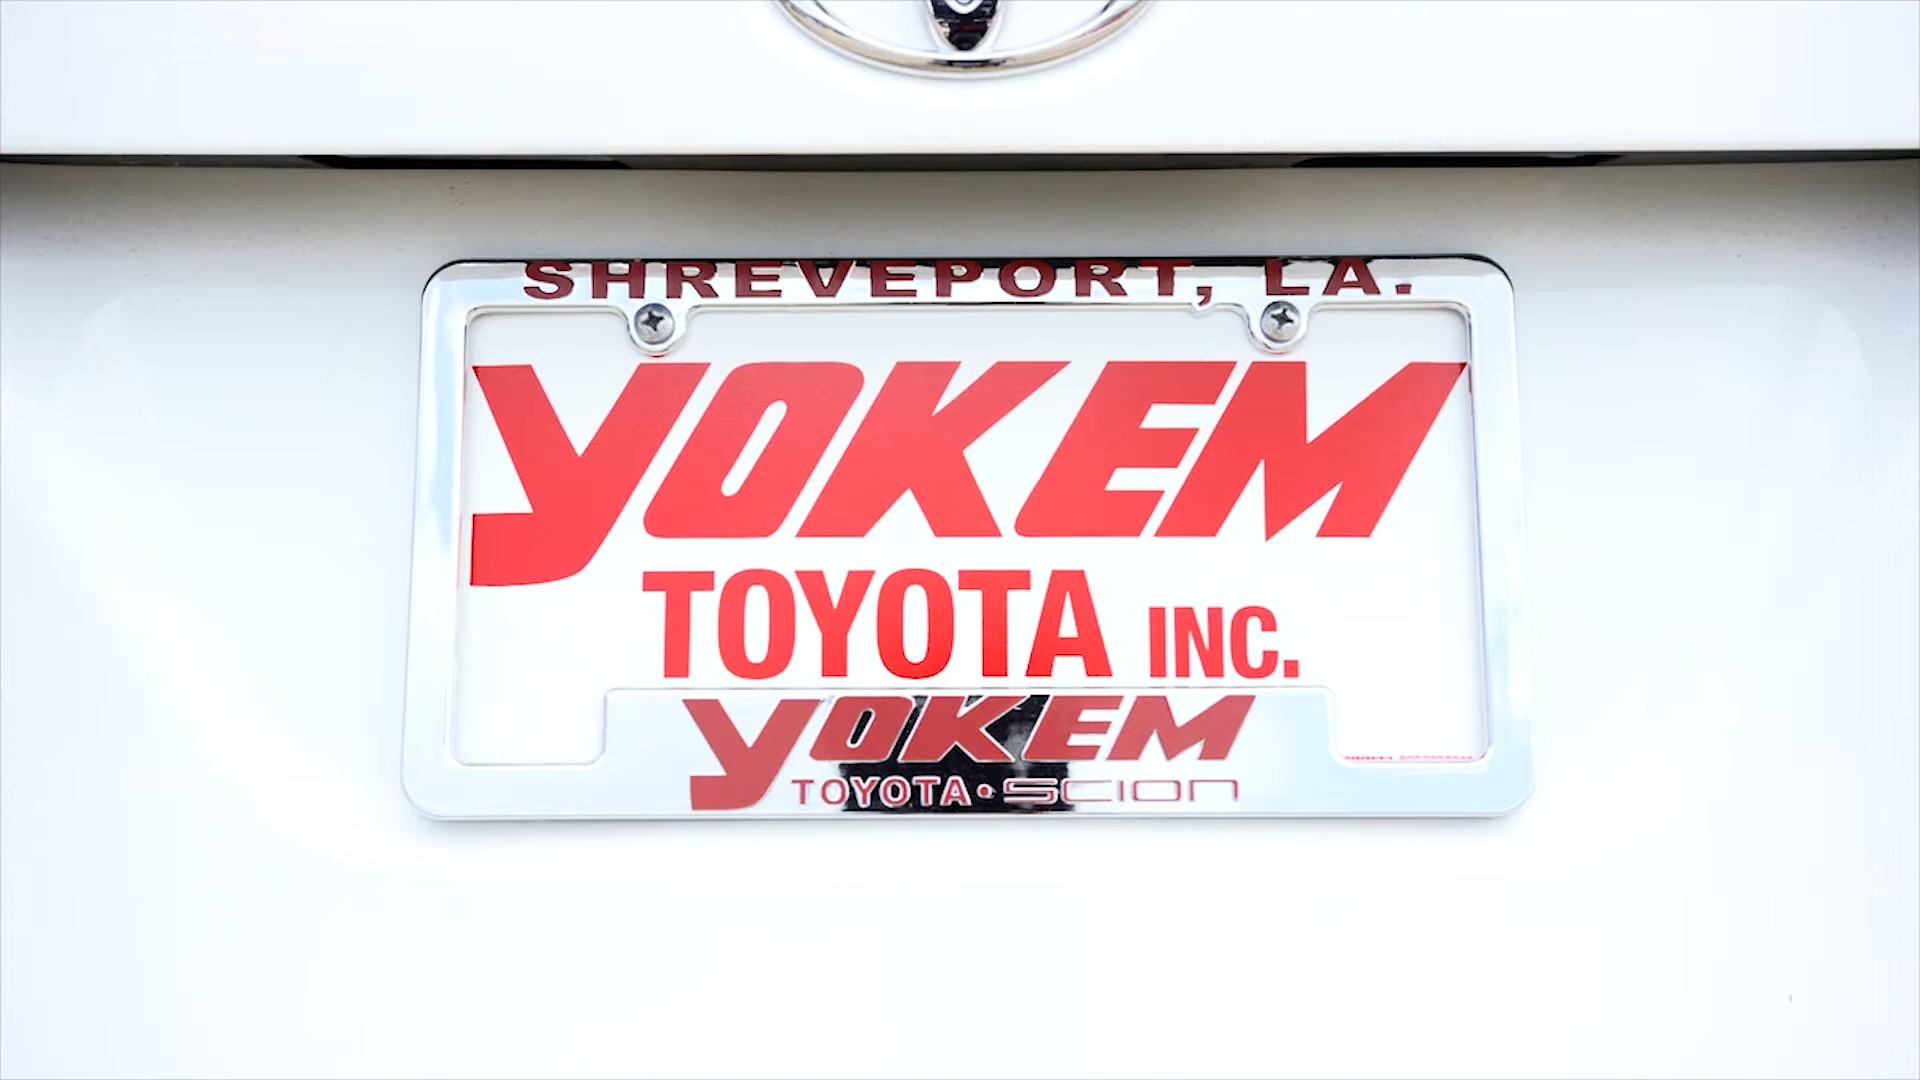 SHREVEPORT, LA.
YOKEM
TOYOTA INC.
YOKEM
TOYOTA • SCION